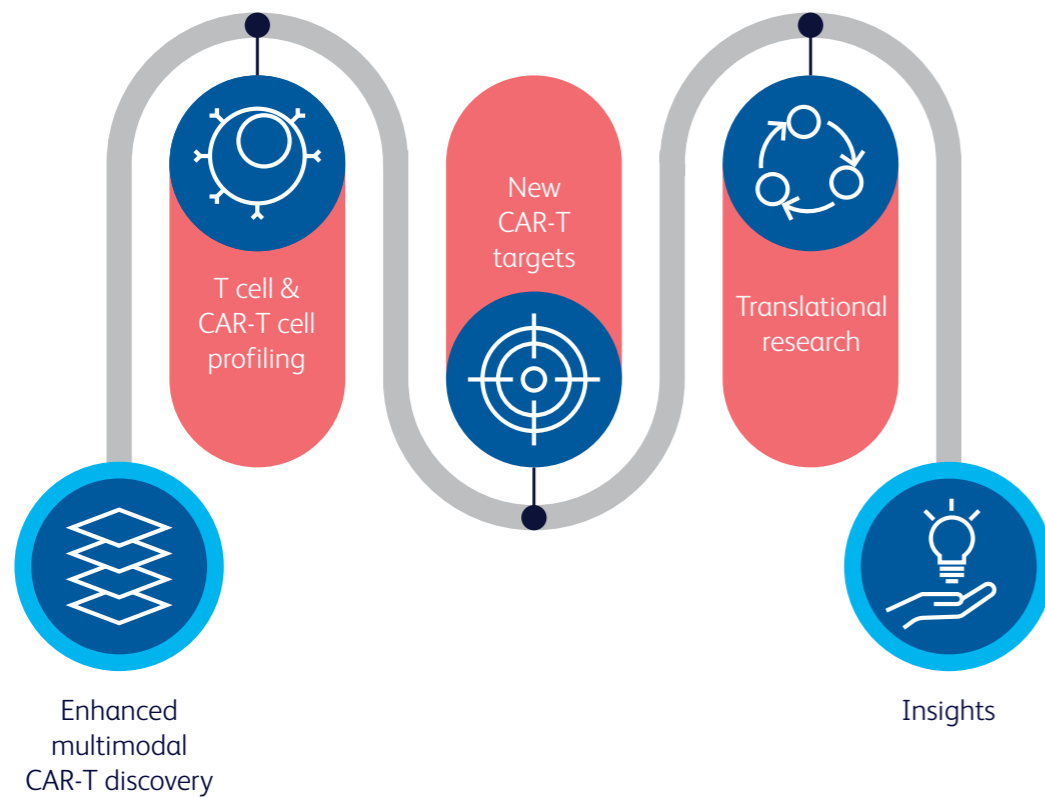 T cell &
CAR-T cell
profiling
New
CAR-T
targets
Translational
research
Enhanced
multimodal
CAR-T discovery
Insights